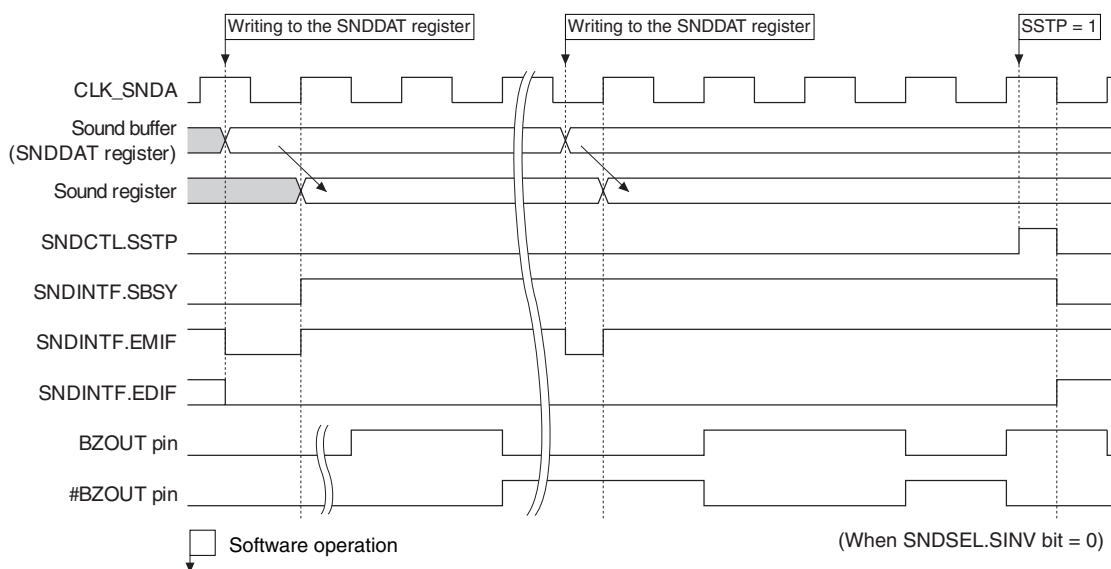 Writing to the SNDDAT register
Writing to the SNDDAT register
SSTP = 1
CLK_SNDA
Sound buffer
(SNDDAT register)
Sound register
SNDCTL.SSTP
SNDINTF.SBSY
SNDINTF.EMIF
SNDINTF.EDIF
BZOUT pin
#BZOUT pin
Software operation
(When SNDSEL.SINV bit = 0)